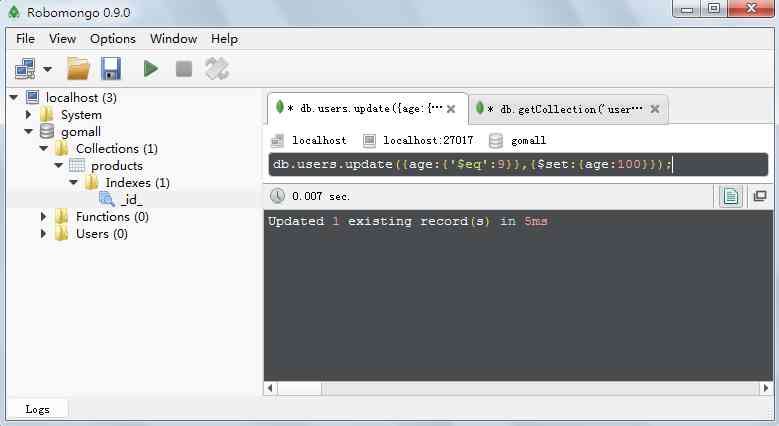 Robomongo 0.9.0
File View Options Window Help
localhost (3)
System
gomall
Collections (1)
products
Indexes (1)
_id_
Functions (0)
Users (0)
* db.users.update({age:{⋯ * db.getCollection('user⋯
localhost localhost:27017 gomall
db.users.update({age:{'$eq':9}},{$set:{age:100}});
0.007 sec.
Updated 1 existing record(s) in 5ms
Logs